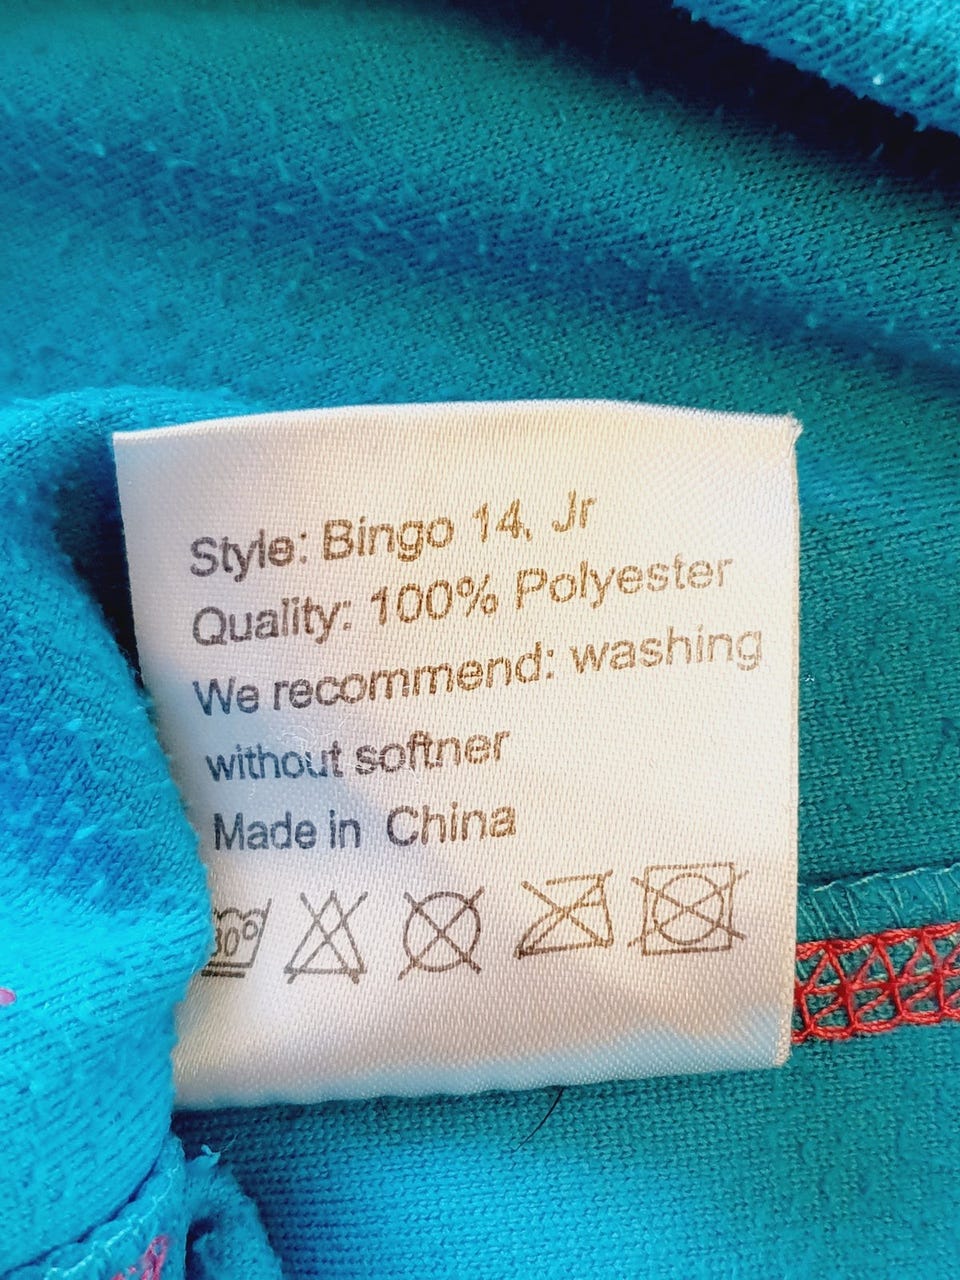 Style: Bingo 14, Jr
Quality: 100% Polyester
We recommend: washing
without softner
Made in China
30°